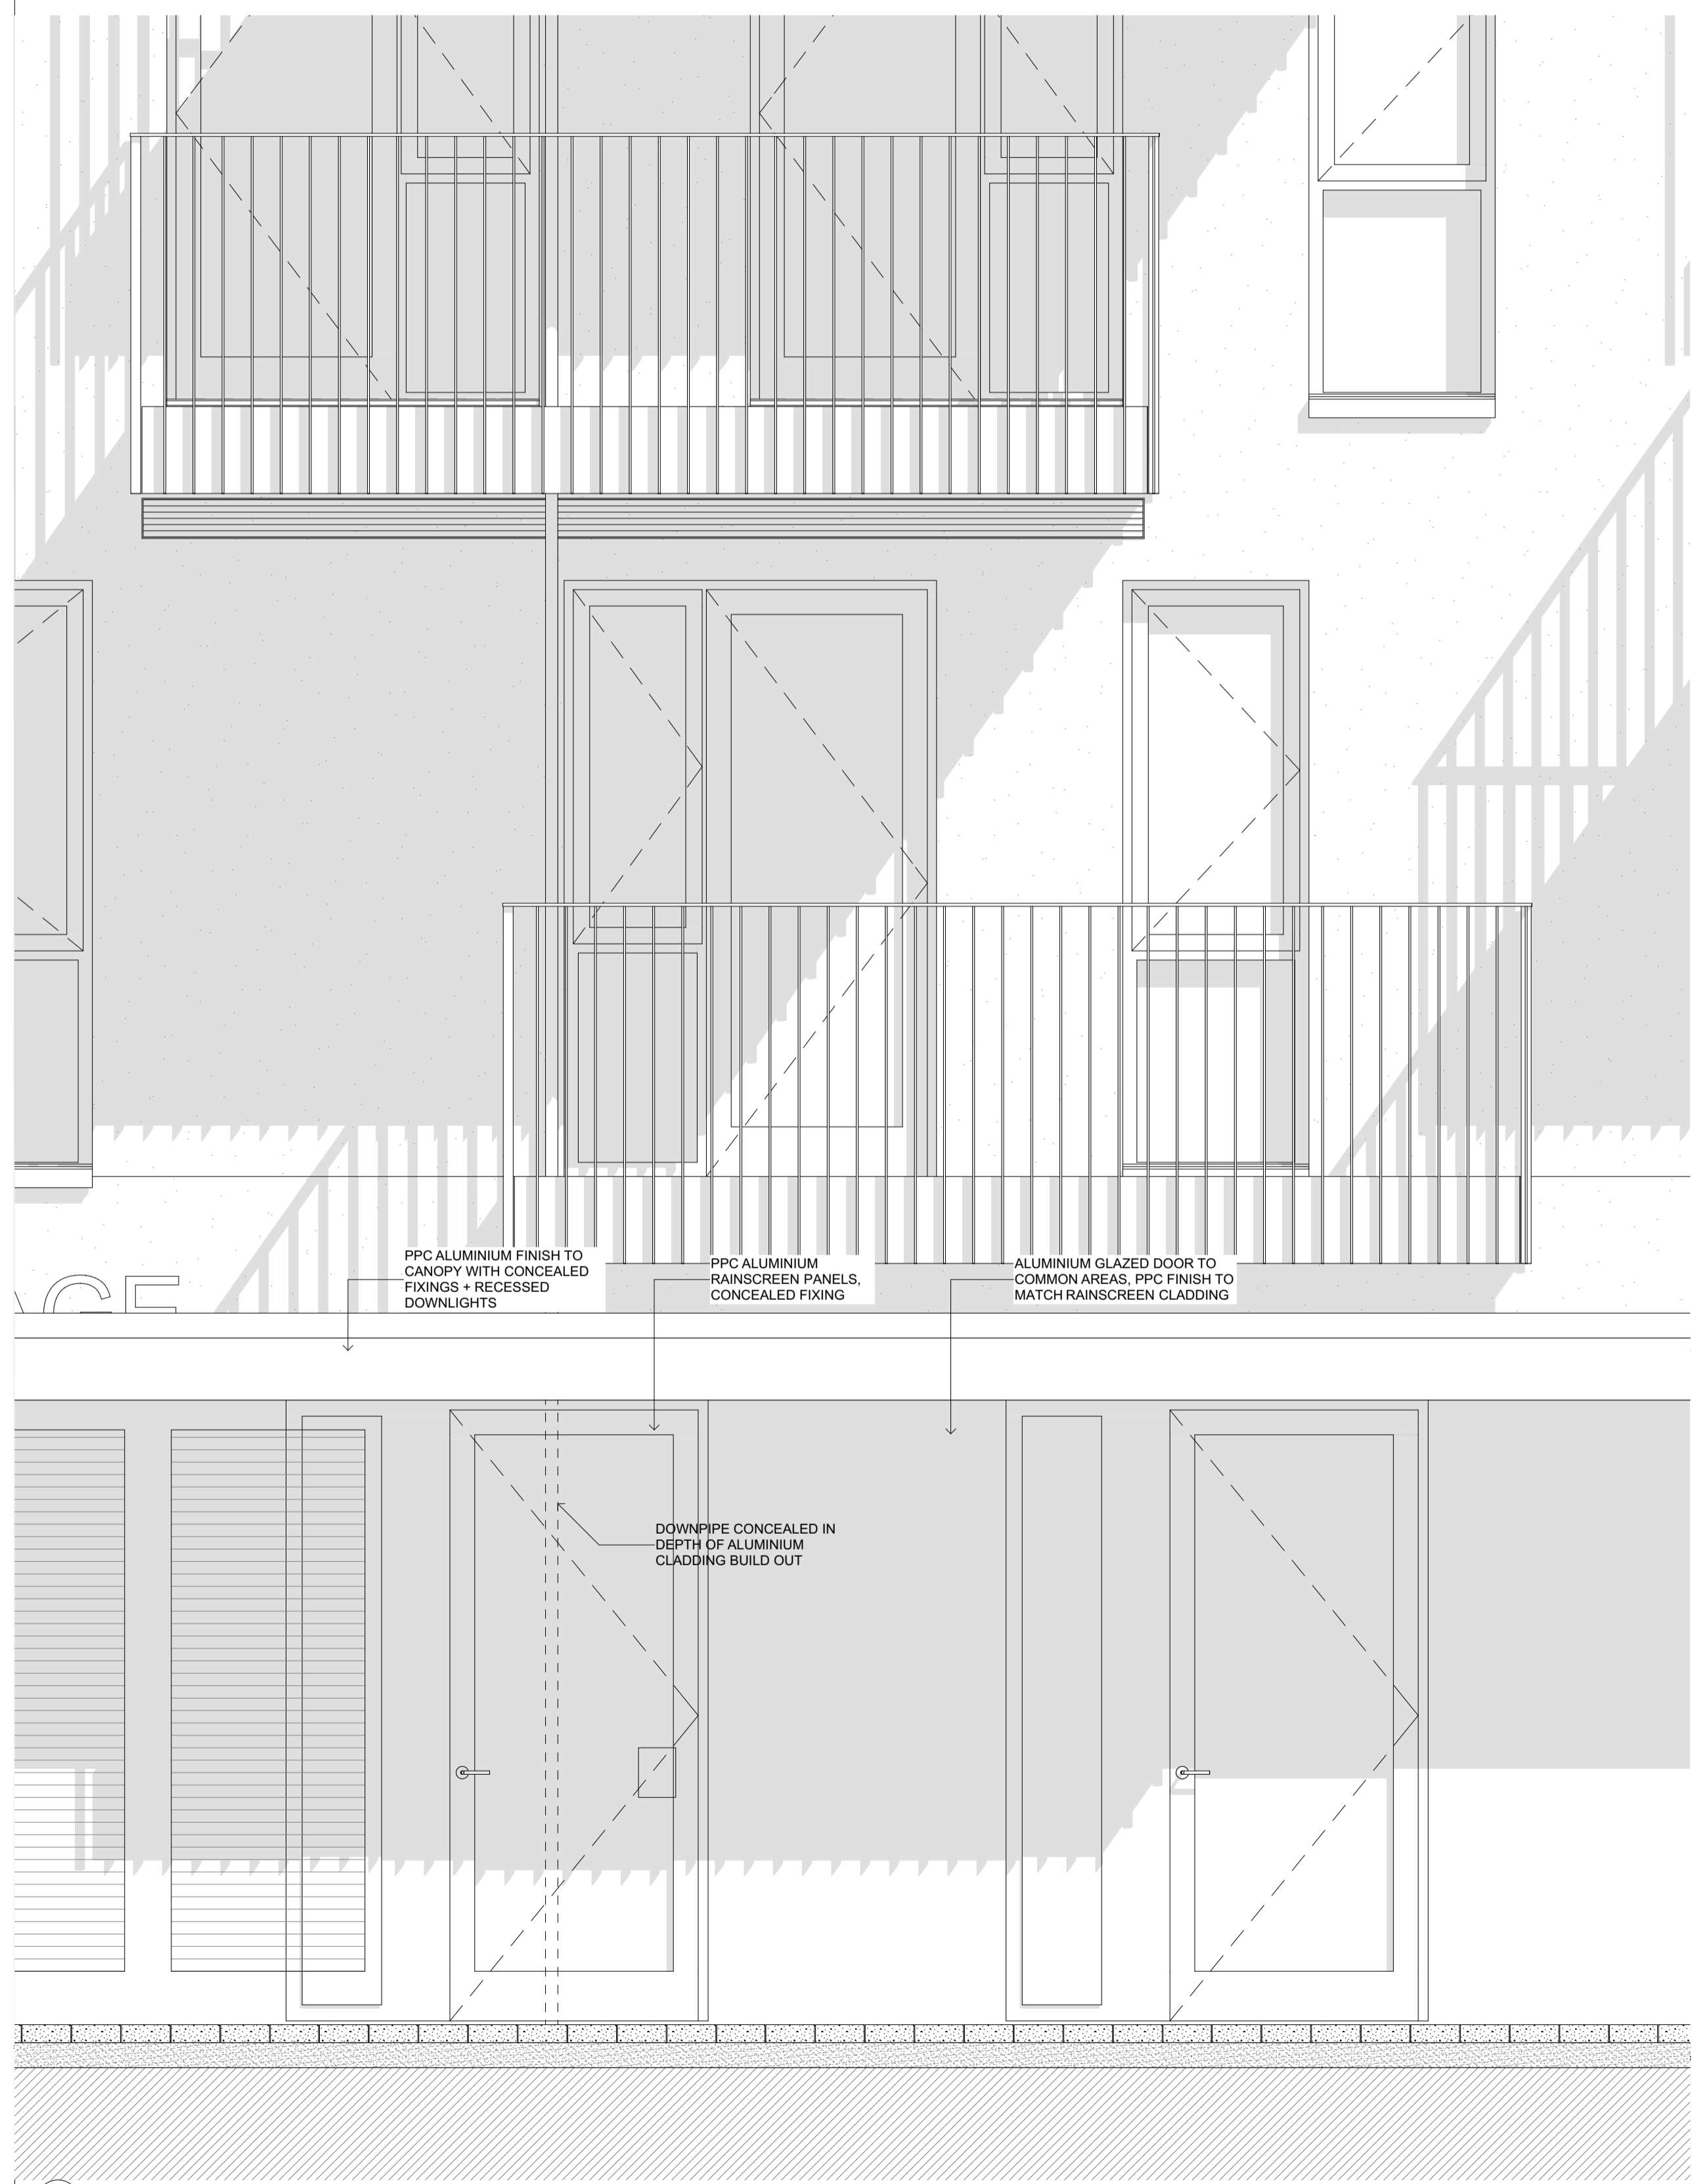 PPC ALUMINIUM FINISH TO
CANOPY WITH CONCEALED
FIXINGS + RECESSED
DOWNLIGHTS
PPC ALUMINIUM
RAINSCREEN PANELS,
CONCEALED FIXING
ALUMINIUM GLAZED DOOR TO
COMMON AREAS, PPC FINISH TO
MATCH RAINSCREEN CLADDING
DOWNPIPE CONCEALED IN
DEPTH OF ALUMINIUM
CLADDING BUILD OUT